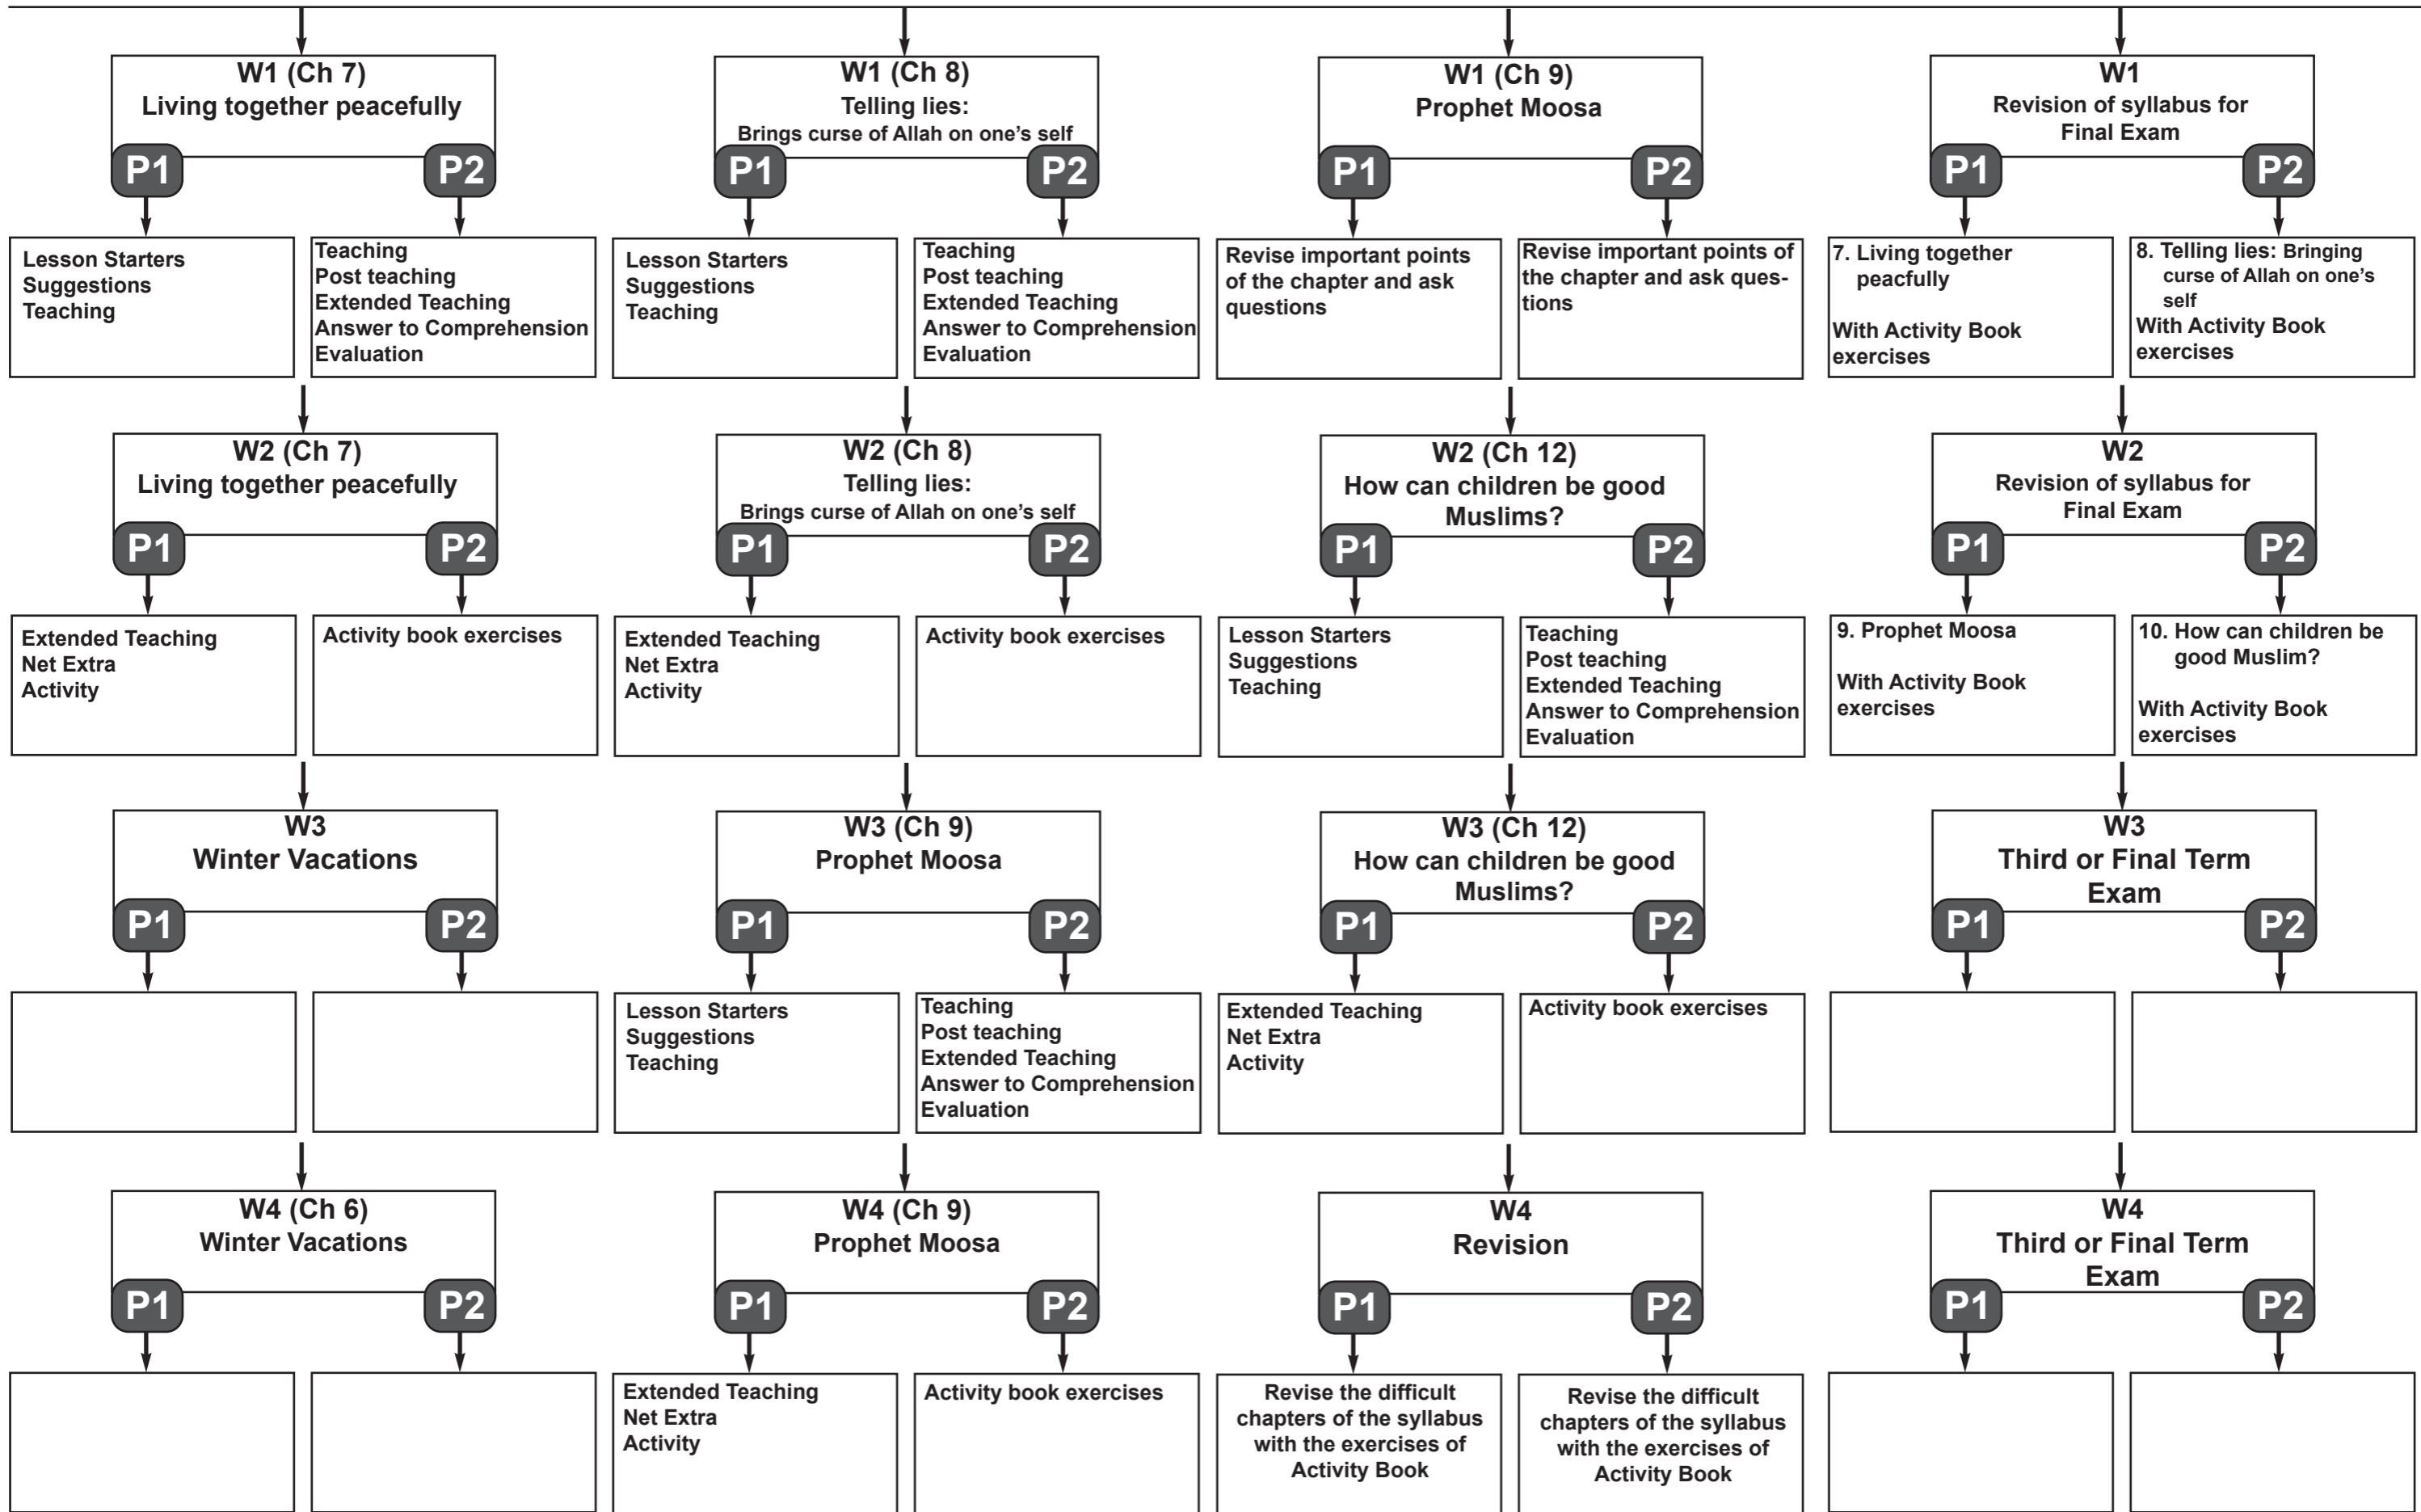 W1 (Ch 7)
Living together peacefully
P1
P2
Lesson Starters
Suggestions
Teaching
Teaching
Post teaching
Extended Teaching
Answer to Comprehension
Evaluation
W2 (Ch 7)
Living together peacefully
P1
P2
Extended Teaching
Net Extra
Activity
Activity book exercises
W3
Winter Vacations
P1
P2
W4 (Ch 6)
Winter Vacations
P1
P2
W1 (Ch 8)
Telling lies:
Brings curse of Allah on one's self
P1
P2
Lesson Starters
Suggestions
Teaching
Teaching
Post teaching
Extended Teaching
Answer to Comprehension
Evaluation
W2 (Ch 8)
Telling lies:
Brings curse of Allah on one's self
P1
P2
Extended Teaching
Net Extra
Activity
Activity book exercises
W3 (Ch 9)
Prophet Moosa
P1
P2
Lesson Starters
Suggestions
Teaching
Teaching
Post teaching
Extended Teaching
Answer to Comprehension
Evaluation
W4 (Ch 9)
Prophet Moosa
P1
P2
Extended Teaching
Net Extra
Activity
Activity book exercises
W1 (Ch 9)
Prophet Moosa
P1
P2
Revise important points
of the chapter and ask
questions
Revise important points of
the chapter and ask ques-
tions
W2 (Ch 12)
How can children be good
Muslims?
P1
P2
Lesson Starters
Suggestions
Teaching
Teaching
Post teaching
Extended Teaching
Answer to Comprehension
Evaluation
W3 (Ch 12)
How can children be good
Muslims?
P1
P2
Extended Teaching
Net Extra
Activity
Activity book exercises
W4
Revision
P1
P2
Revise the difficult
chapters of the syllabus
with the exercises of
Activity Book
Revise the difficult
chapters of the syllabus
with the exercises of
Activity Book
W1
Revision of syllabus for
Final Exam
P1
P2
7. Living together
peacfully
With Activity Book
exercises
8. Telling lies: Bringing
curse of Allah on one's
self
With Activity Book
exercises
W2
Revision of syllabus for
Final Exam
P1
P2
9. Prophet Moosa
With Activity Book
exercises
10. How can children be
good Muslim?
With Activity Book
exercises
W3
Third or Final Term
Exam
P1
P2
W4
Third or Final Term
Exam
P1
P2